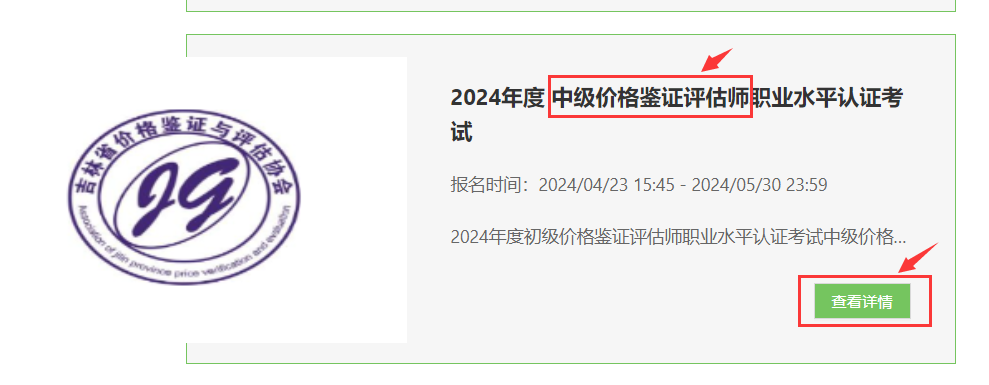 吉林省价格鉴证与评估协会
JG
Association of jilin province price verification and evaluation
2024年度 中级价格鉴证评估师职业水平认证考
试
报名时间：2024/04/23 15:45 - 2024/05/30 23:59
2024年度初级价格鉴证评估师职业水平认证考试中级价格...
查看详情